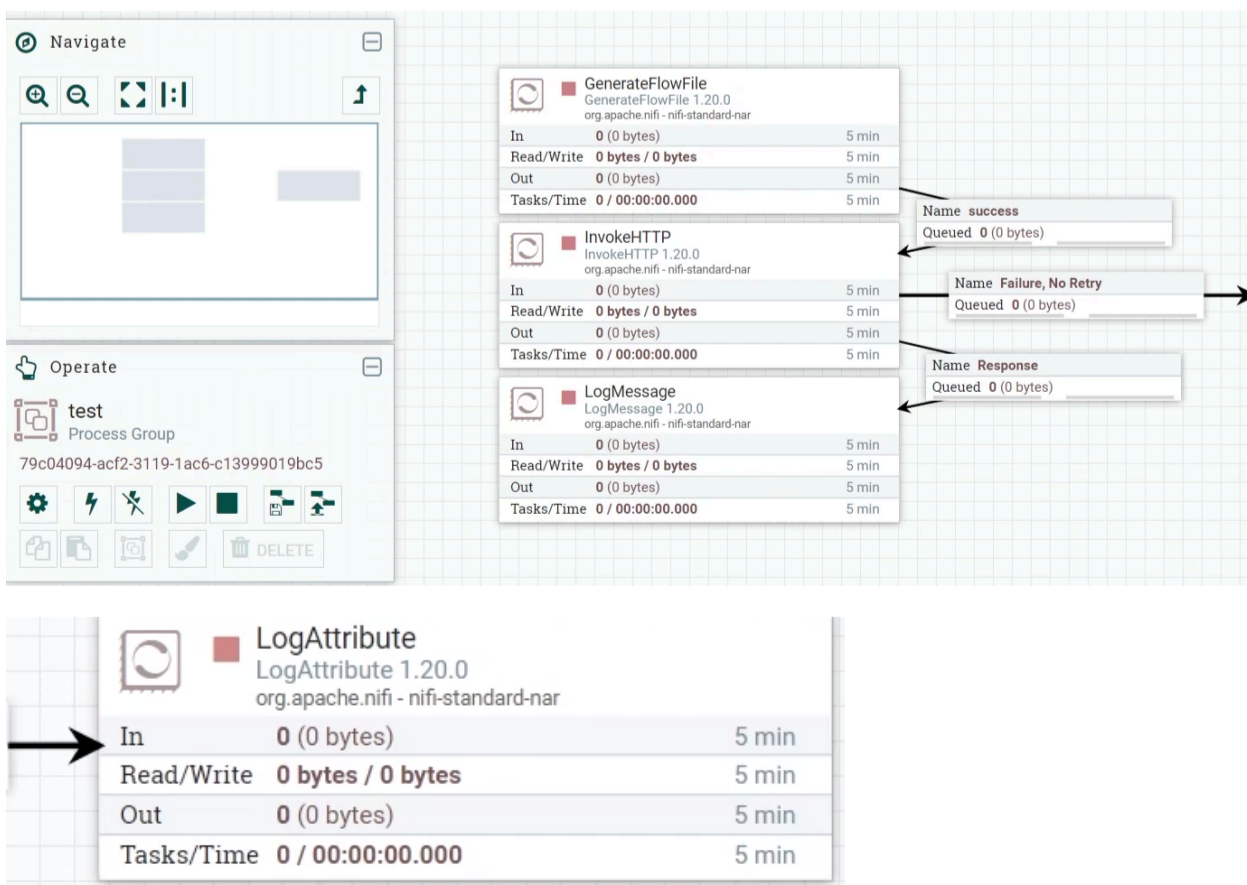 Navigate
Operate
test
Process Group
79c04094-acf2-3119-1ac6-c13999019bc5
DELETE
GenerateFlowFile
GenerateFlowFile 1.20.0
org.apache.nifi - nifi-standard-nar
In 0 (0 bytes) 5 min
Read/Write 0 bytes / 0 bytes 5 min
Out 0 (0 bytes) 5 min
Tasks/Time 0 / 00:00:00.000 5 min
Name success
Queued 0 (0 bytes)
InvokeHTTP
InvokeHTTP 1.20.0
org.apache.nifi - nifi-standard-nar
In 0 (0 bytes) 5 min
Read/Write 0 bytes / 0 bytes 5 min
Out 0 (0 bytes) 5 min
Tasks/Time 0 / 00:00:00.000 5 min
Name Failure, No Retry
Queued 0 (0 bytes)
Name Response
Queued 0 (0 bytes)
LogMessage
LogMessage 1.20.0
org.apache.nifi - nifi-standard-nar
In 0 (0 bytes) 5 min
Read/Write 0 bytes / 0 bytes 5 min
Out 0 (0 bytes) 5 min
Tasks/Time 0 / 00:00:00.000 5 min
LogAttribute
LogAttribute 1.20.0
org.apache.nifi - nifi-standard-nar
In 0 (0 bytes) 5 min
Read/Write 0 bytes / 0 bytes 5 min
Out 0 (0 bytes) 5 min
Tasks/Time 0 / 00:00:00.000 5 min